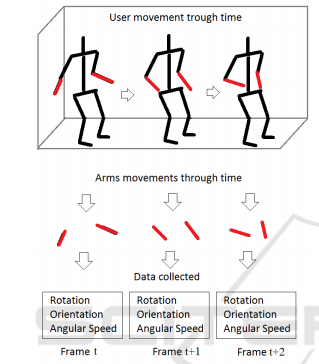 User movement trough time
Arms movements through time
Data collected
Rotation
Orientation
Angular Speed
Rotation
Orientation
Angular Speed
Rotation
Orientation
Angular Speed
Frame t
Frame t+1
Frame t+2